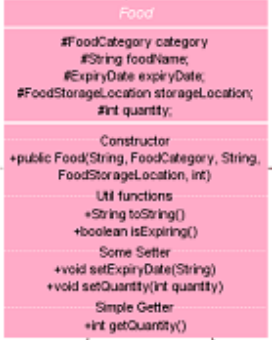 Food
#FoodCategory category
#String foodName;
#ExpiryDate expiryDate;
#FoodStorageLocation storageLocation;
#int quantity;
Constructor
+public Food(String, FoodCategory, String,
FoodStorageLocation, int)
Util functions
+String toString()
+boolean isExpiring()
Some Setter
+void setExpiryDate(String)
+void setQuantity(int quantity)
Simple Getter
+int getQuantity()